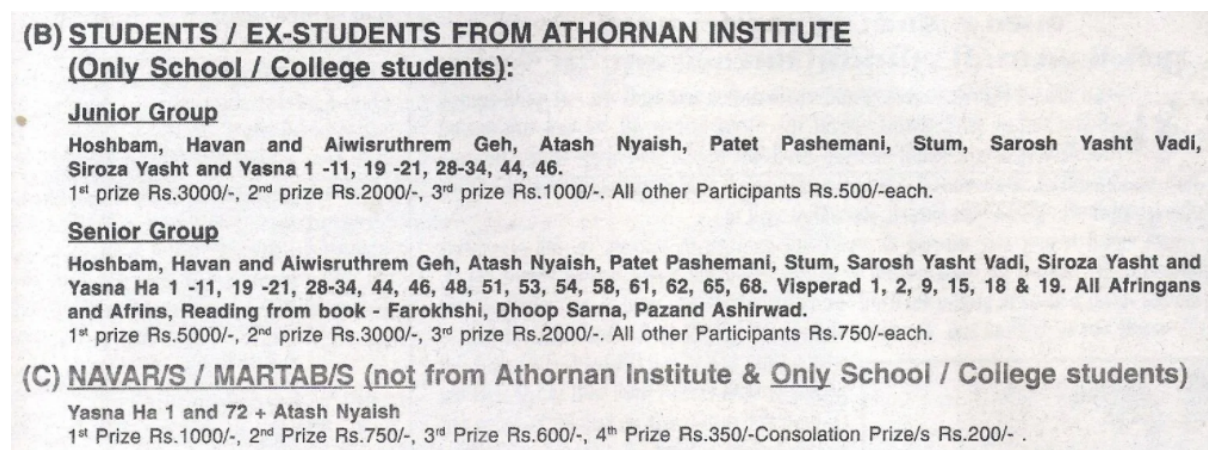 (B) STUDENTS / EX-STUDENTS FROM ATHORNAN INSTITUTE
(Only School / College students):
Junior Group
Hoshbam, Havan and Aiwisruthrem Geh, Atash Nyaish, Patet Pashemani, Stum, Sarosh Yasht Vadi,
Siroza Yasht and Yasna 1 -11, 19 -21, 28-34, 44, 46.
1st prize Rs.3000/-, 2nd prize Rs.2000/-, 3rd prize Rs.1000/-. All other Participants Rs.500/-each.
Senior Group
Hoshbam, Havan and Aiwisruthrem Geh, Atash Nyaish, Patet Pashemani, Stum, Sarosh Yasht Vadi, Siroza Yasht and
Yasna Ha 1 -11, 19 -21, 28-34, 44, 46, 48, 51, 53, 54, 58, 61, 62, 65, 68. Visperad 1, 2, 9, 15, 18 & 19. All Afringans
and Afrins, Reading from book - Farokhshi, Dhoop Sarna, Pazand Ashirwad.
1st prize Rs.5000/-, 2nd prize Rs.3000/-, 3rd prize Rs.2000/-. All other Participants Rs.750/-each.
(C) NAVAR/S / MARTAB/S (not from Athornan Institute & Only School / College students)
Yasna Ha 1 and 72 + Atash Nyaish
1st Prize Rs.1000/-, 2nd Prize Rs.750/-, 3rd Prize Rs.600/-, 4th Prize Rs.350/-Consolation Prize/s Rs.200/- .